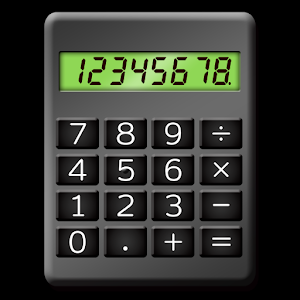 12345678.
7 8 9 ÷
4 5 6 ×
1 2 3 −
0 . + =